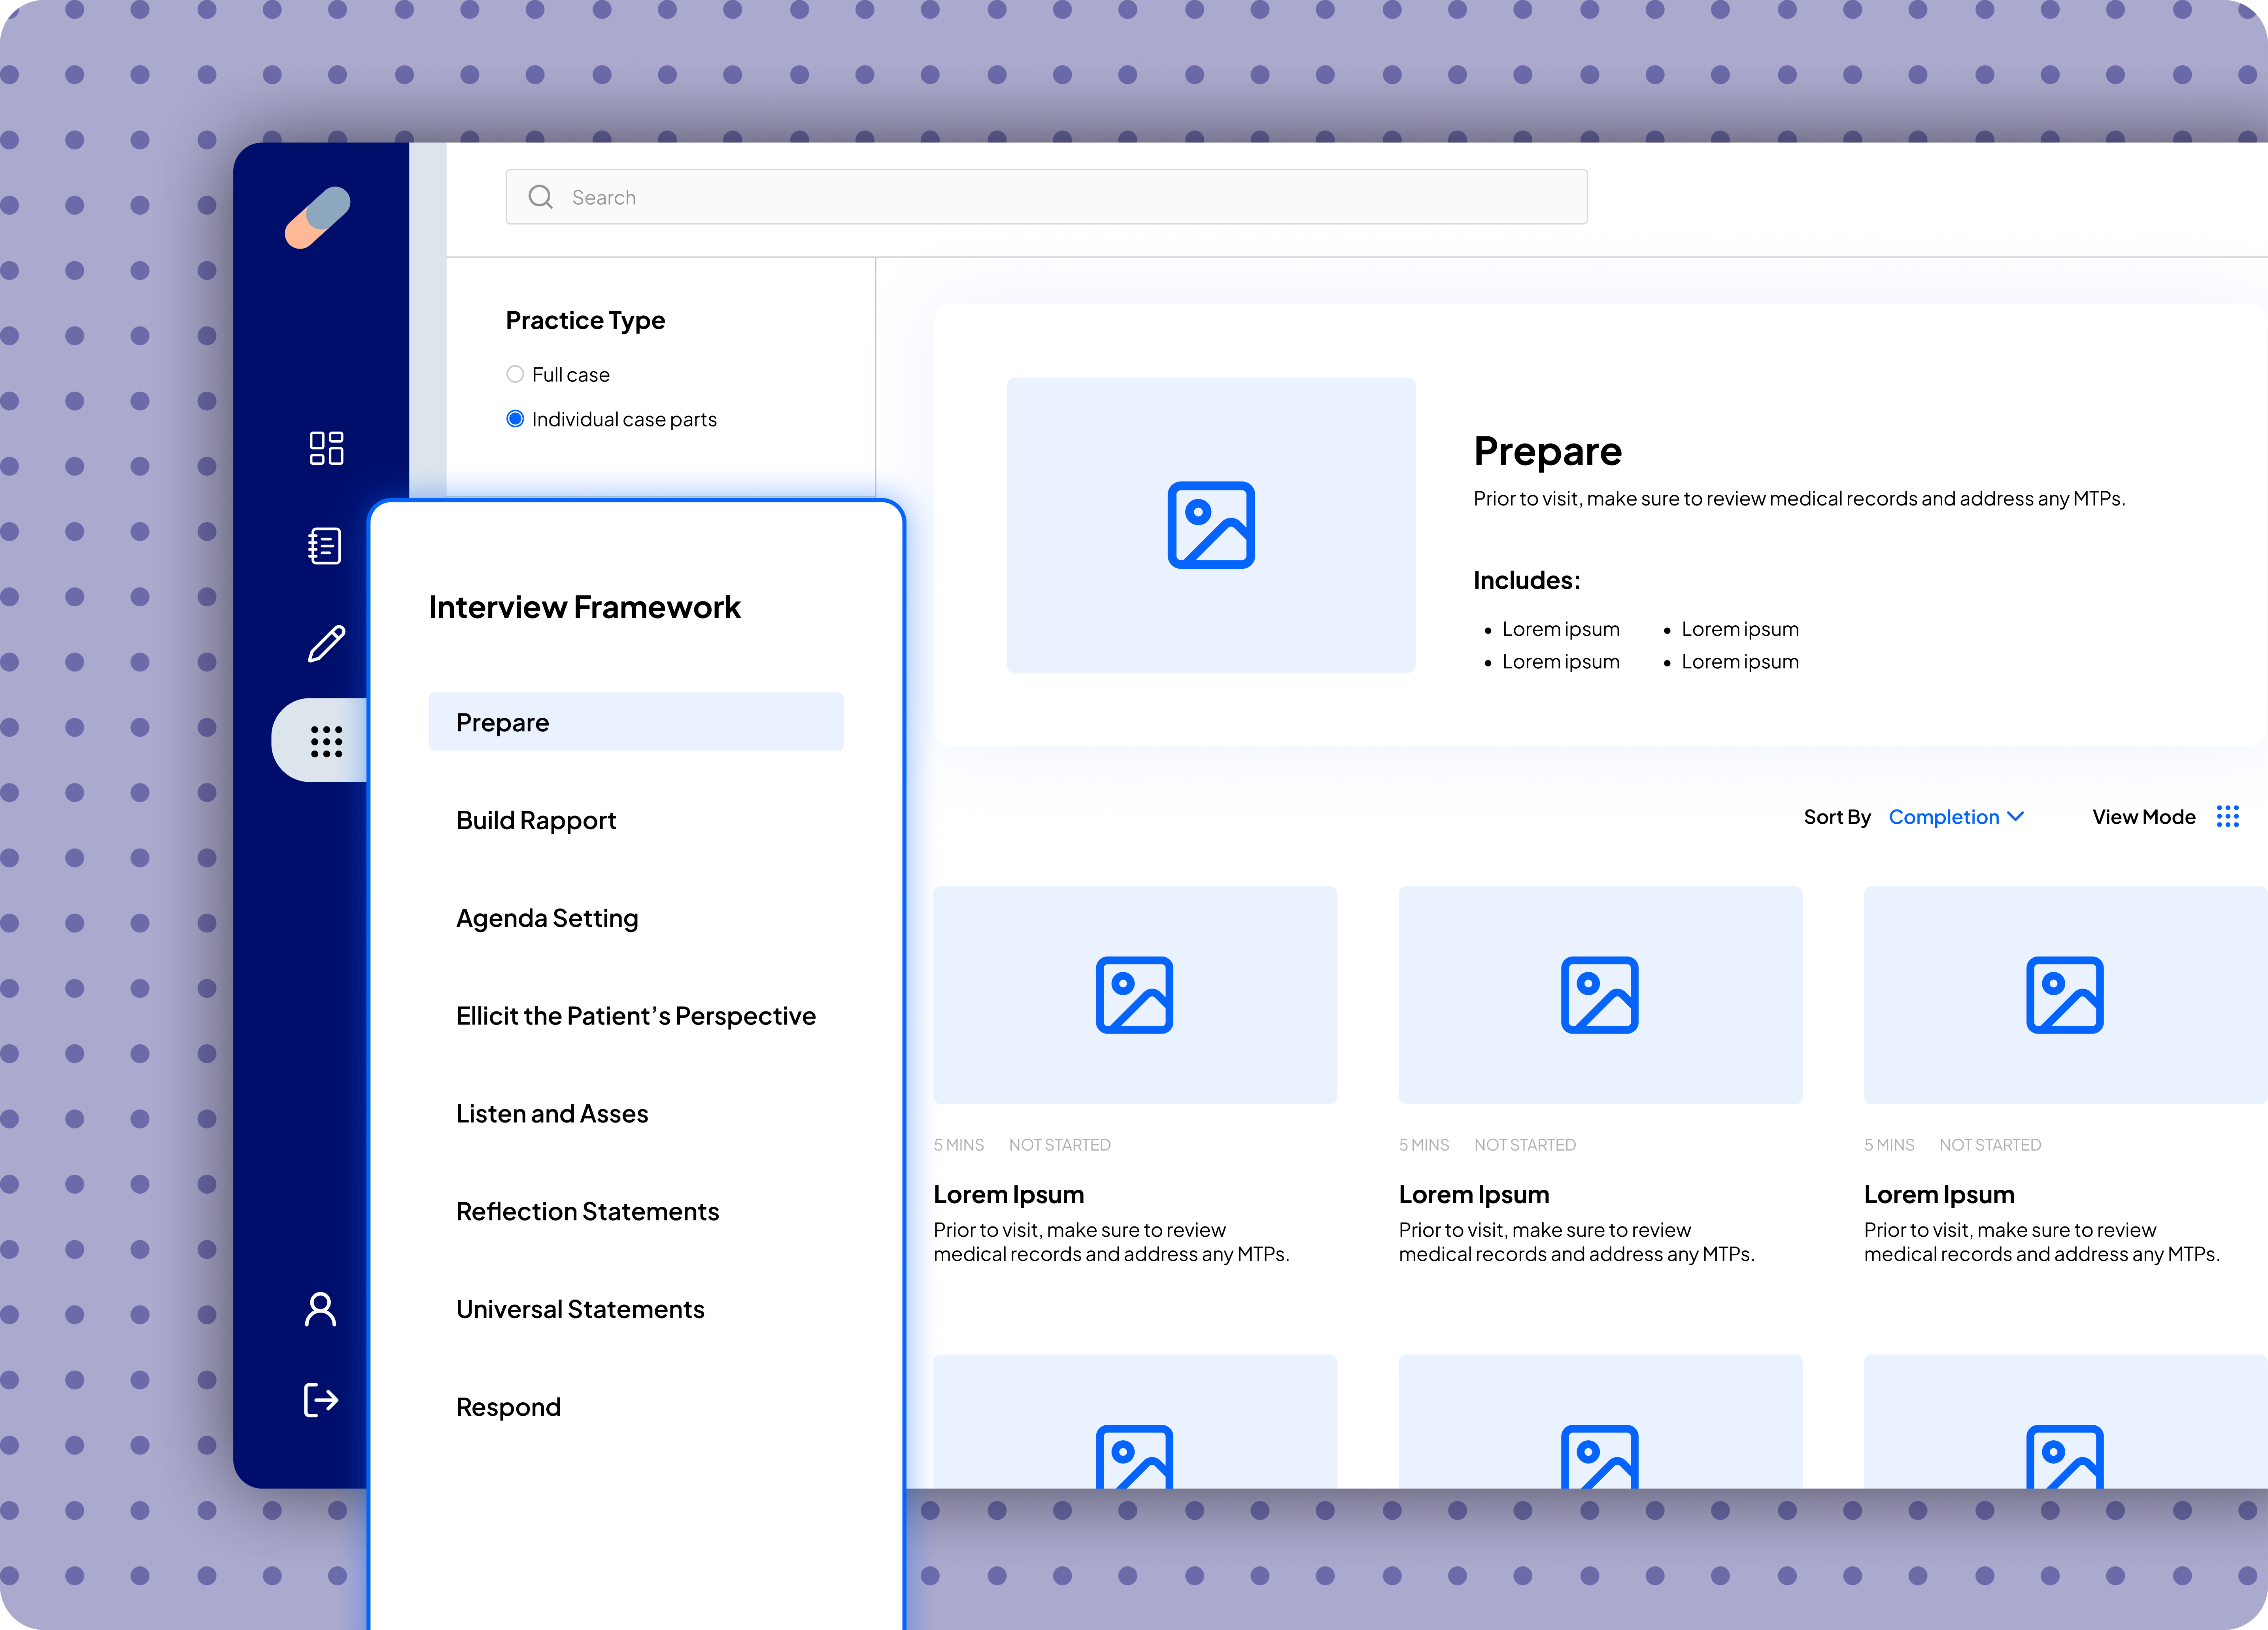 Search
Practice Type
Full case
Individual case parts
Interview Framework
Prepare
Build Rapport
Agenda Setting
Ellicit the Patient’s Perspective
Listen and Asses
Reflection Statements
Universal Statements
Respond
Prepare
Prior to visit, make sure to review medical records and address any MTPs.
Includes:
• Lorem ipsum
• Lorem ipsum
• Lorem ipsum
• Lorem ipsum
Sort By Completion
View Mode
5 MINS NOT STARTED
Lorem Ipsum
Prior to visit, make sure to review
medical records and address any MTPs.
5 MINS NOT STARTED
Lorem Ipsum
Prior to visit, make sure to review
medical records and address any MTPs.
5 MINS NOT STARTED
Lorem Ipsum
Prior to visit, make sure to review
medical records and address any MTPs.